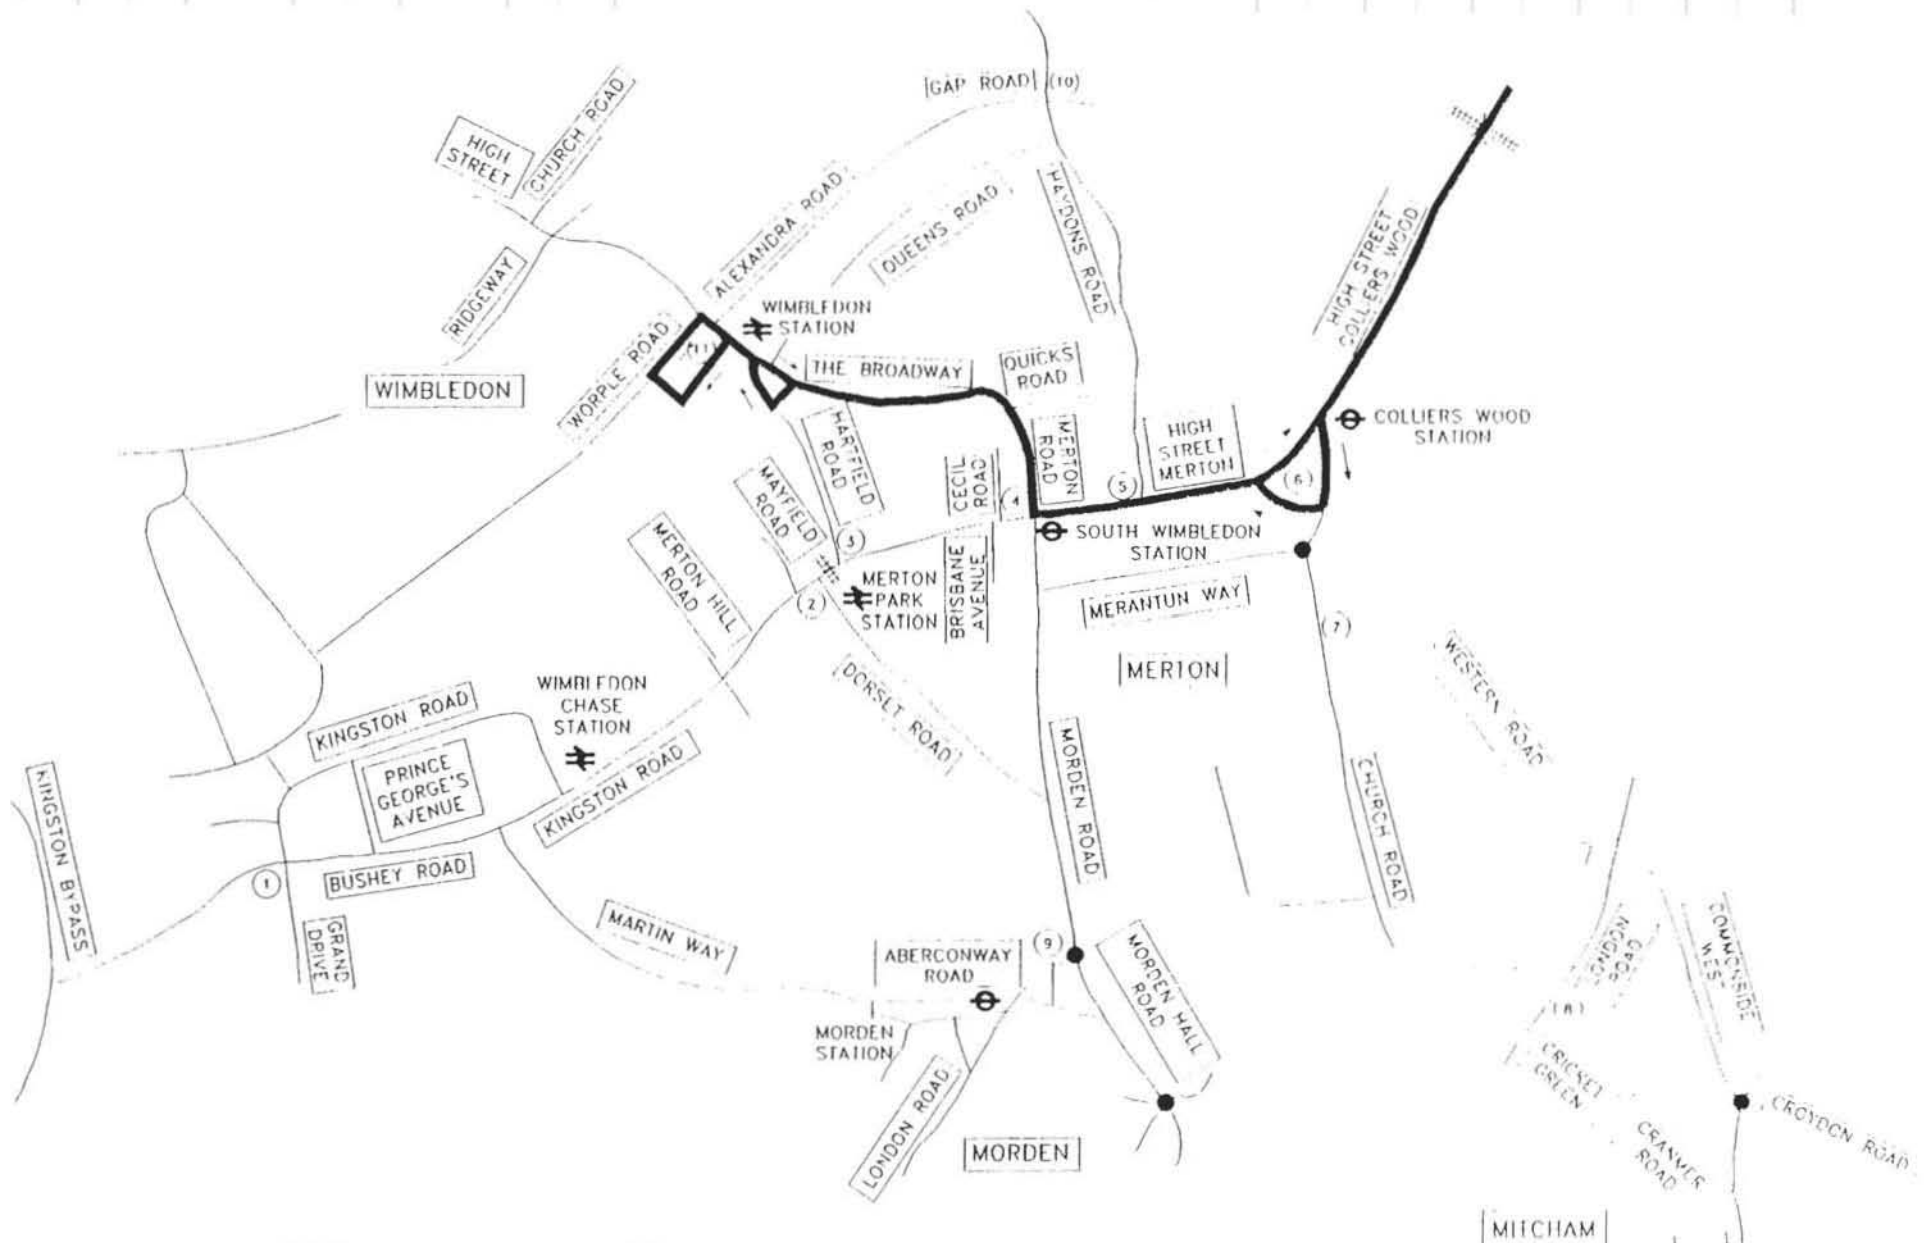 GAP ROAD (10)
CHURCH ROAD
HIGH
STREET
ALEXANDRA ROAD
QUEENS ROAD
HAYDONS ROAD
HIGH STREET
COLLIERS WOOD
RIDGEWAY
WIMBLEDON
STATION
WORPLE ROAD
(11)
THE BROADWAY
QUICKS
ROAD
WIMBLEDON
HARTFIELD
ROAD
MERTON
ROAD
HIGH
STREET
MERTON
COLLIERS WOOD
STATION
CECIL
ROAD
MAYFIELD
ROAD
(4)
(5)
(6)
MERTON HILL
ROAD
(3)
SOUTH WIMBLEDON
STATION
BRISBANE
AVENUE
(2)
MERTON
PARK
STATION
MERANTUN WAY
(7)
MERTON
WESTERN ROAD
DORSET ROAD
WIMBLEDON
CHASE
STATION
KINGSTON ROAD
KINGSTON ROAD
MORDEN ROAD
CHURCH ROAD
PRINCE
GEORGE'S
AVENUE
KINGSTON BYPASS
(1)
BUSHEY ROAD
GRAND
DRIVE
MARTIN WAY
ABERCONWAY
ROAD
(9)
MORDEN HALL
ROAD
LONDON
ROAD
COMMONSIDE
WEST
(8)
MORDEN
STATION
CRICKET
GREEN
LONDON ROAD
MORDEN
CRANMER
ROAD
CROYDON ROAD
MITCHAM